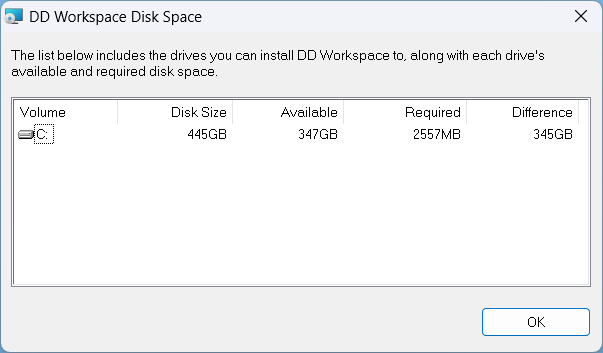 DD Workspace Disk Space
The list below includes the drives you can install DD Workspace to, along with each drive's
available and required disk space.
Volume Disk Size Available Required Difference
C: 445GB 347GB 2557MB 345GB
OK